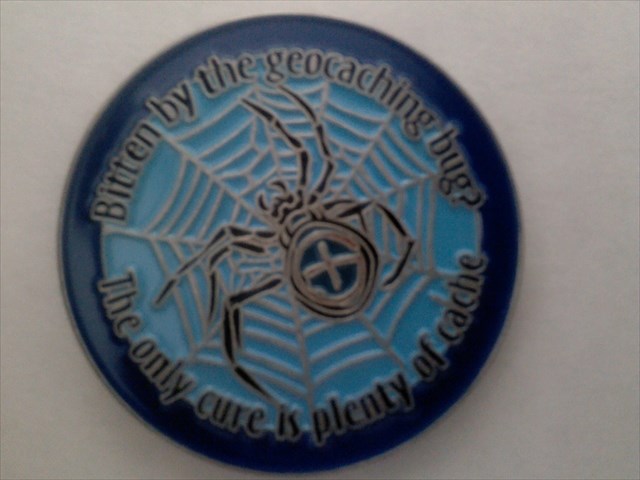 Bitten by the geocaching bug?
The only cure is plenty of cache